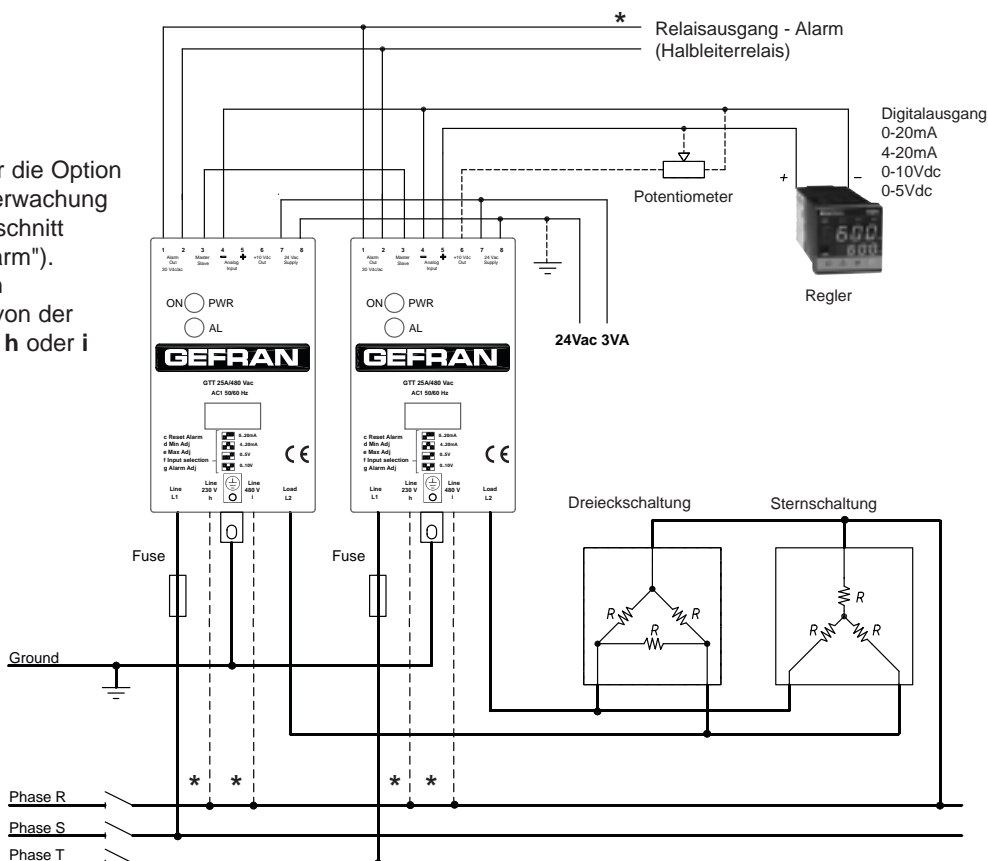 * Relaisausgang - Alarm
(Halbleiterrelais)
Digitalausgang
0-20mA
4-20mA
0-10Vdc
0-5Vdc
r die Option
erwachung
schnitt
arm").
n
von der
h oder i
Potentiometer
+ −
Regler
24Vac 3VA
1 2 3 4 5 6 7 8
Alarm Out 30 Vdc/ac
Master Slave
− +
Analog Input
+10 Vdc Out
24 Vac Supply
ON PWR
AL
GEFRAN
GTT 25A/480 Vac
AC1 50/60 Hz
c Reset Alarm
d Min Adj
e Max Adj
f Input selection
g Alarm Adj
0..20mA
4..20mA
0..5V
0..10V
CE
Line L1
Line 230 V h
Line 480 V i
Load L2
1 2 3 4 5 6 7 8
Alarm Out 30 Vdc/ac
Master Slave
− +
Analog Input
+10 Vdc Out
24 Vac Supply
ON PWR
AL
GEFRAN
GTT 25A/480 Vac
AC1 50/60 Hz
c Reset Alarm
d Min Adj
e Max Adj
f Input selection
g Alarm Adj
0..20mA
4..20mA
0..5V
0..10V
CE
Line L1
Line 230 V h
Line 480 V i
Load L2
Fuse
Fuse
Dreieckschaltung
Sternschaltung
R R
R
R
R R
Ground
* * * *
Phase R
Phase S
Phase T